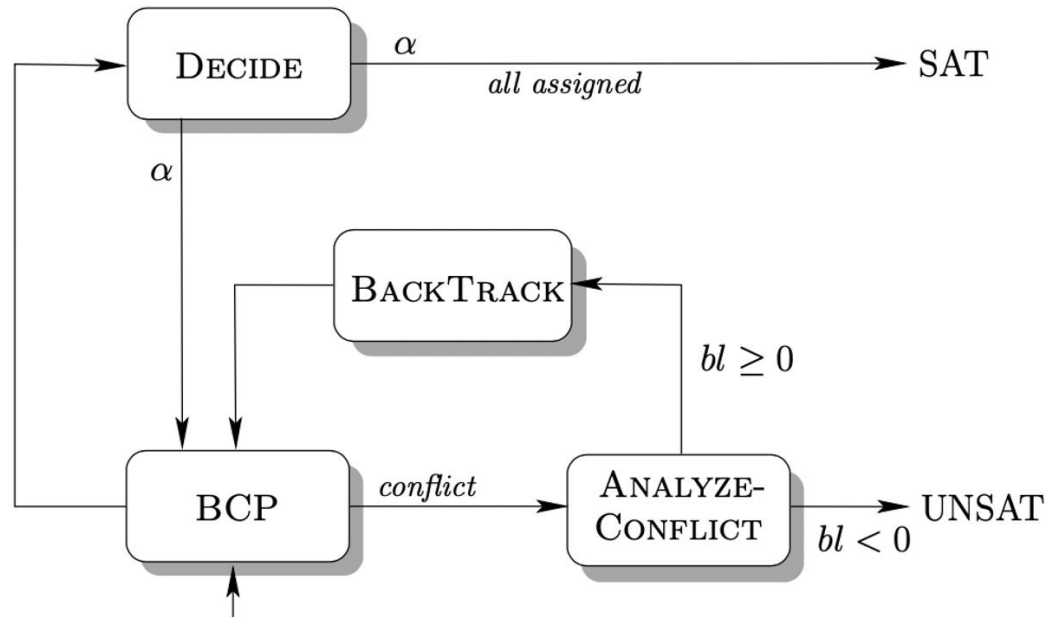 DECIDE
α
all assigned
SAT
α
BACKTRACK
bl ≥ 0
BCP
conflict
ANALYZE-
CONFLICT
UNSAT
bl < 0